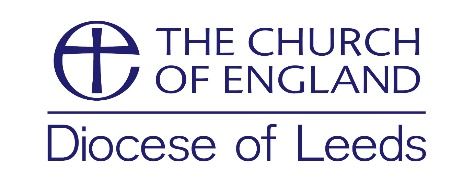 THE CHURCH
OF ENGLAND
Diocese of Leeds